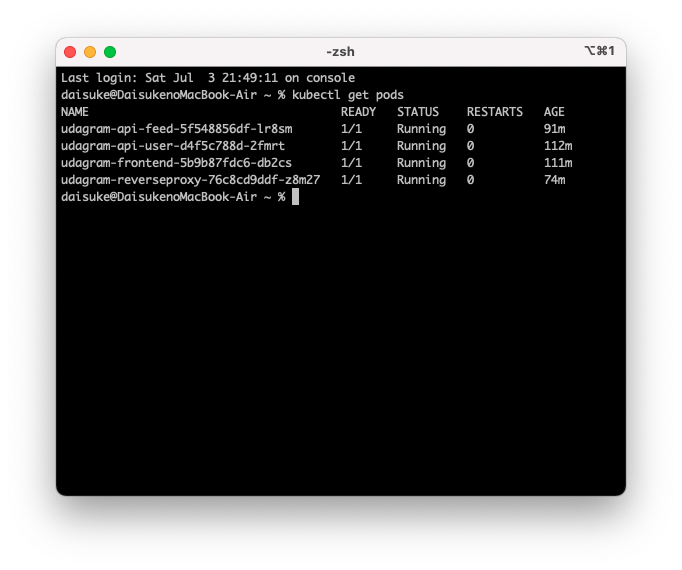 -zsh
⌥⌘1
Last login: Sat Jul  3 21:49:11 on console
daisuke@DaisukenoMacBook-Air ~ % kubectl get pods
NAME                                    READY   STATUS    RESTARTS   AGE
udagram-api-feed-5f548856df-lr8sm       1/1     Running   0          91m
udagram-api-user-d4f5c788d-2fmrt        1/1     Running   0          112m
udagram-frontend-5b9b87fdc6-db2cs       1/1     Running   0          111m
udagram-reverseproxy-76c8cd9ddf-z8m27   1/1     Running   0          74m
daisuke@DaisukenoMacBook-Air ~ %